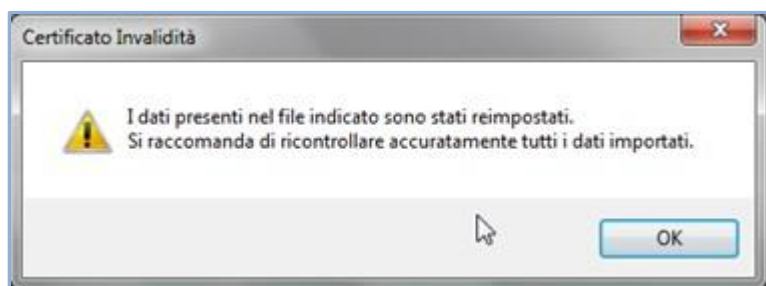 Certificato Invalidità
I dati presenti nel file indicato sono stati reimpostati.
Si raccomanda di ricontrollare accuratamente tutti i dati importati.
OK